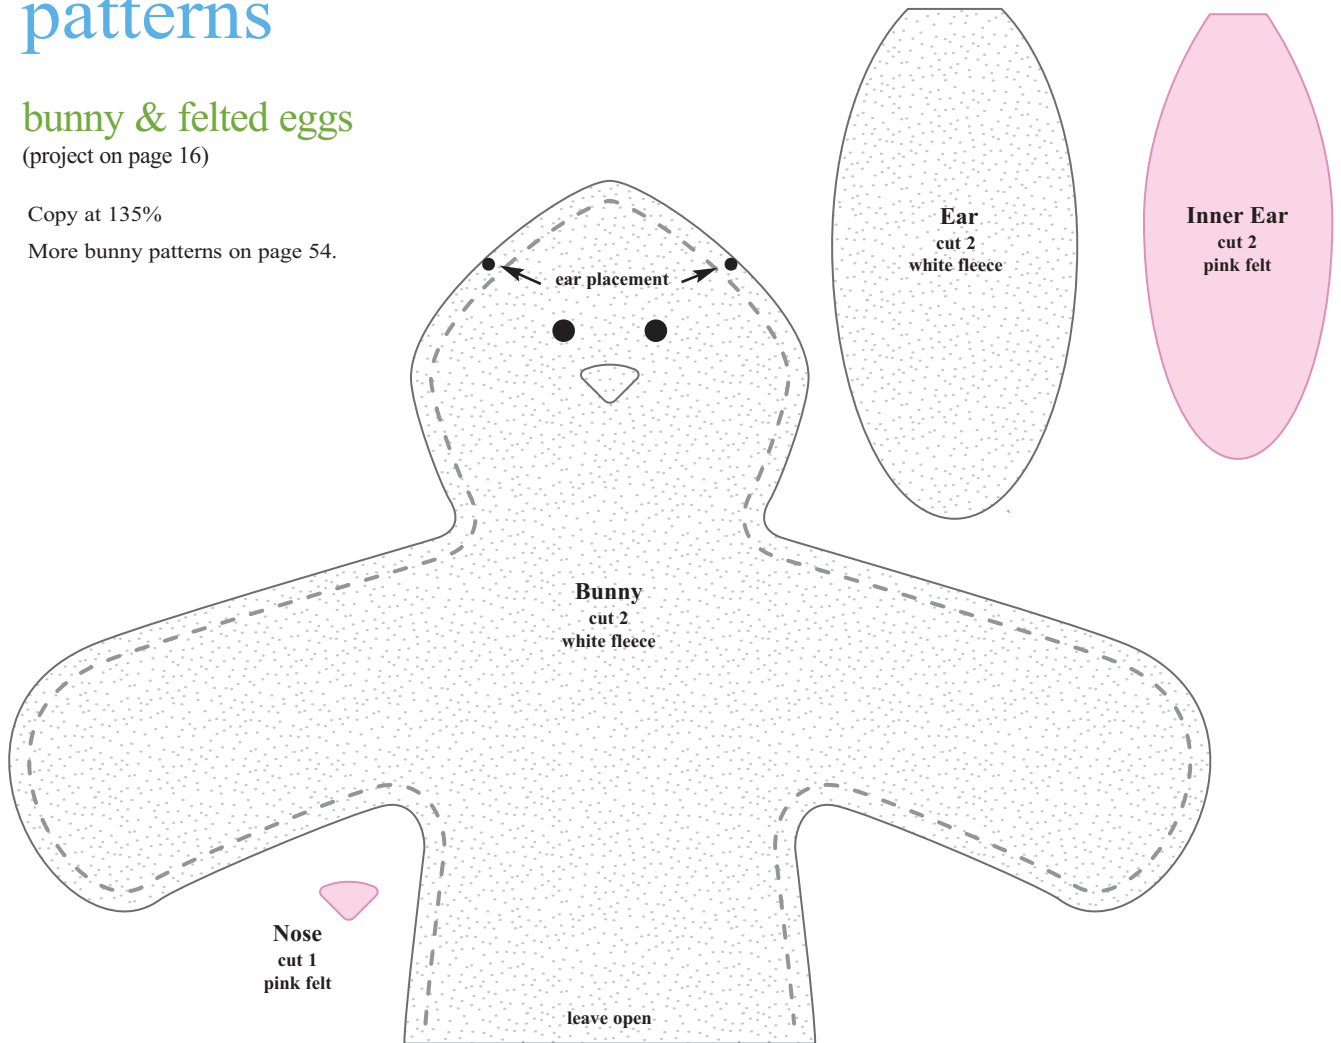 patterns
bunny & felted eggs
(project on page 16)
Copy at 135%
More bunny patterns on page 54.
ear placement
Ear
cut 2
white fleece
Inner Ear
cut 2
pink felt
Bunny
cut 2
white fleece
Nose
cut 1
pink felt
leave open